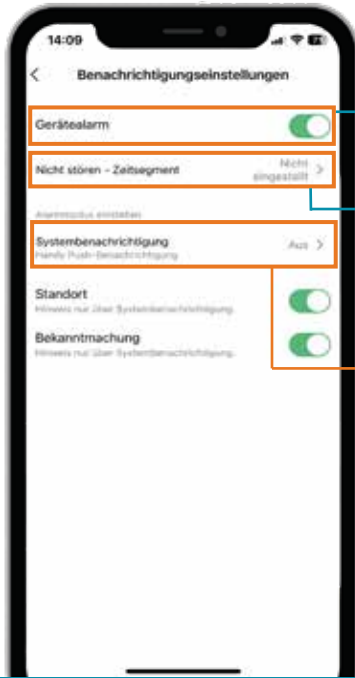 14:09
Benachrichtigungseinstellungen
Gerätealarm
Nicht stören - Zeitsegment
Nicht
eingestellt
Alarmmodus einstellen
Systembenachrichtigung
Aus
Handy Push-Benachrichtigung
Standort
Hinweis nur über Systembenachrichtigung.
Bekanntmachung
Hinweis nur über Systembenachrichtigung.